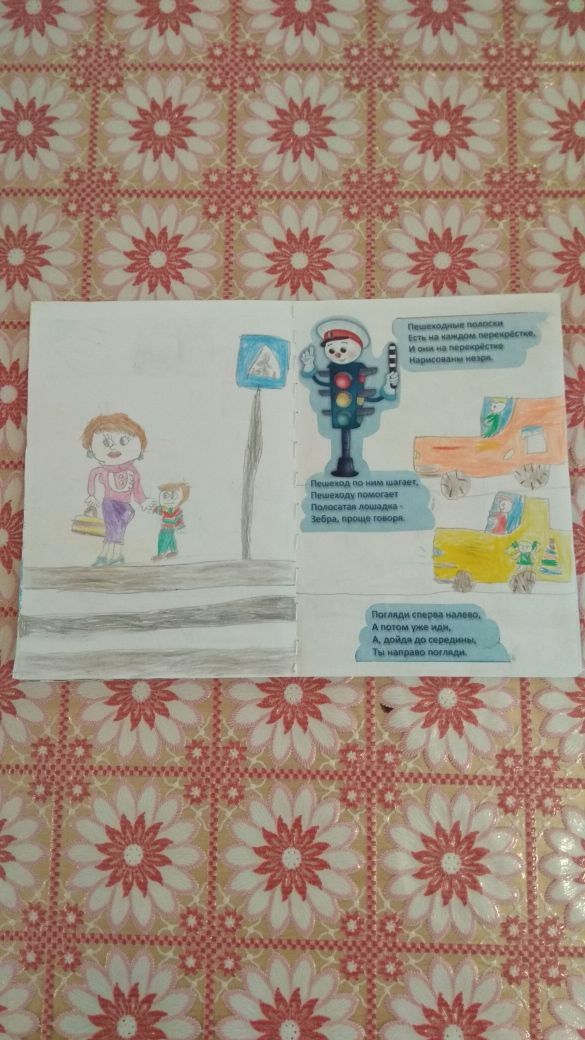 Пешеходные полоски
Есть на каждом перекрёстке,
И они на перекрёстке
Нарисованы незря.
Пешеход по ним шагает,
Пешеходу помогает
Полосатая лошадка -
Зебра, проще говоря.
Погляди сперва налево,
А потом уже иди,
А, дойдя до середины,
Ты направо погляди.